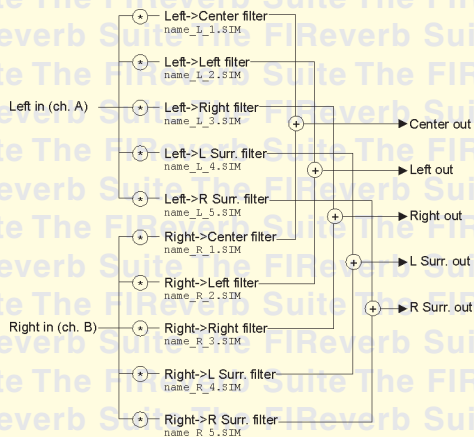 Left->Center filter
name_L_1.SIM
Left->Left filter
name_L_2.SIM
Left in (ch. A)
Left->Right filter
name_L_3.SIM
Center out
Left->L Surr. filter
name_L_4.SIM
Left out
Left->R Surr. filter
name_L_5.SIM
Right out
Right->Center filter
name_R_1.SIM
L Surr. out
Right->Left filter
name_R_2.SIM
R Surr. out
Right in (ch. B)
Right->Right filter
name_R_3.SIM
Right->L Surr. filter
name_R_4.SIM
Right->R Surr. filter
name_R_5.SIM
The FIReverb Suite